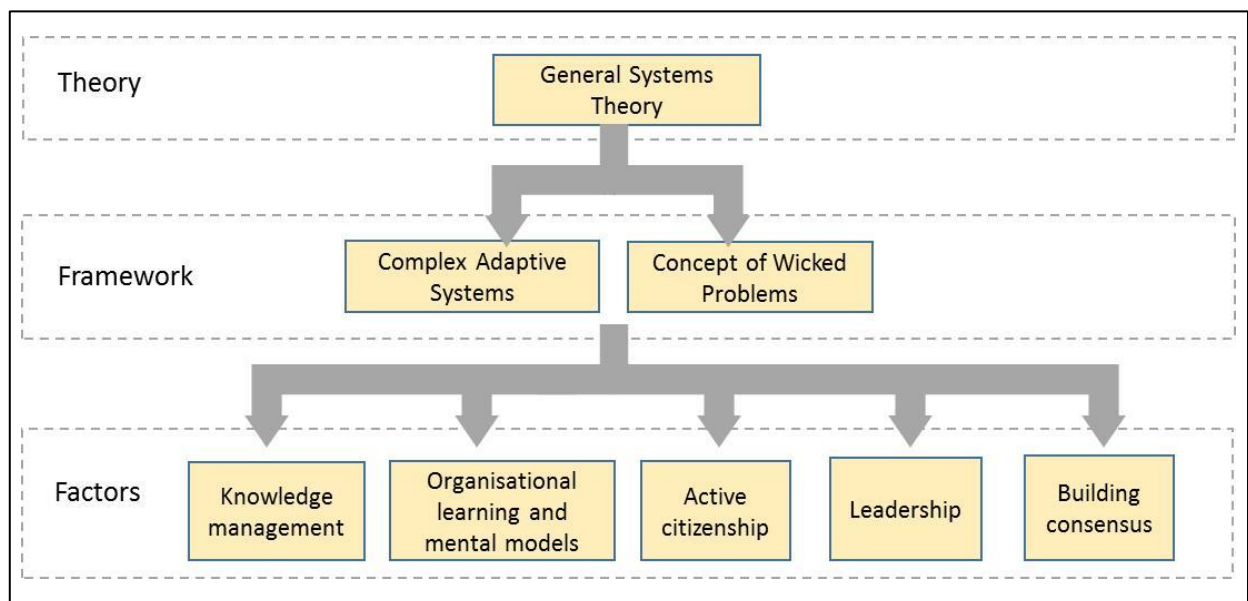 Theory
General Systems
Theory
Framework
Complex Adaptive
Systems
Concept of Wicked
Problems
Factors
Knowledge
management
Organisational
learning and
mental models
Active
citizenship
Leadership
Building
consensus